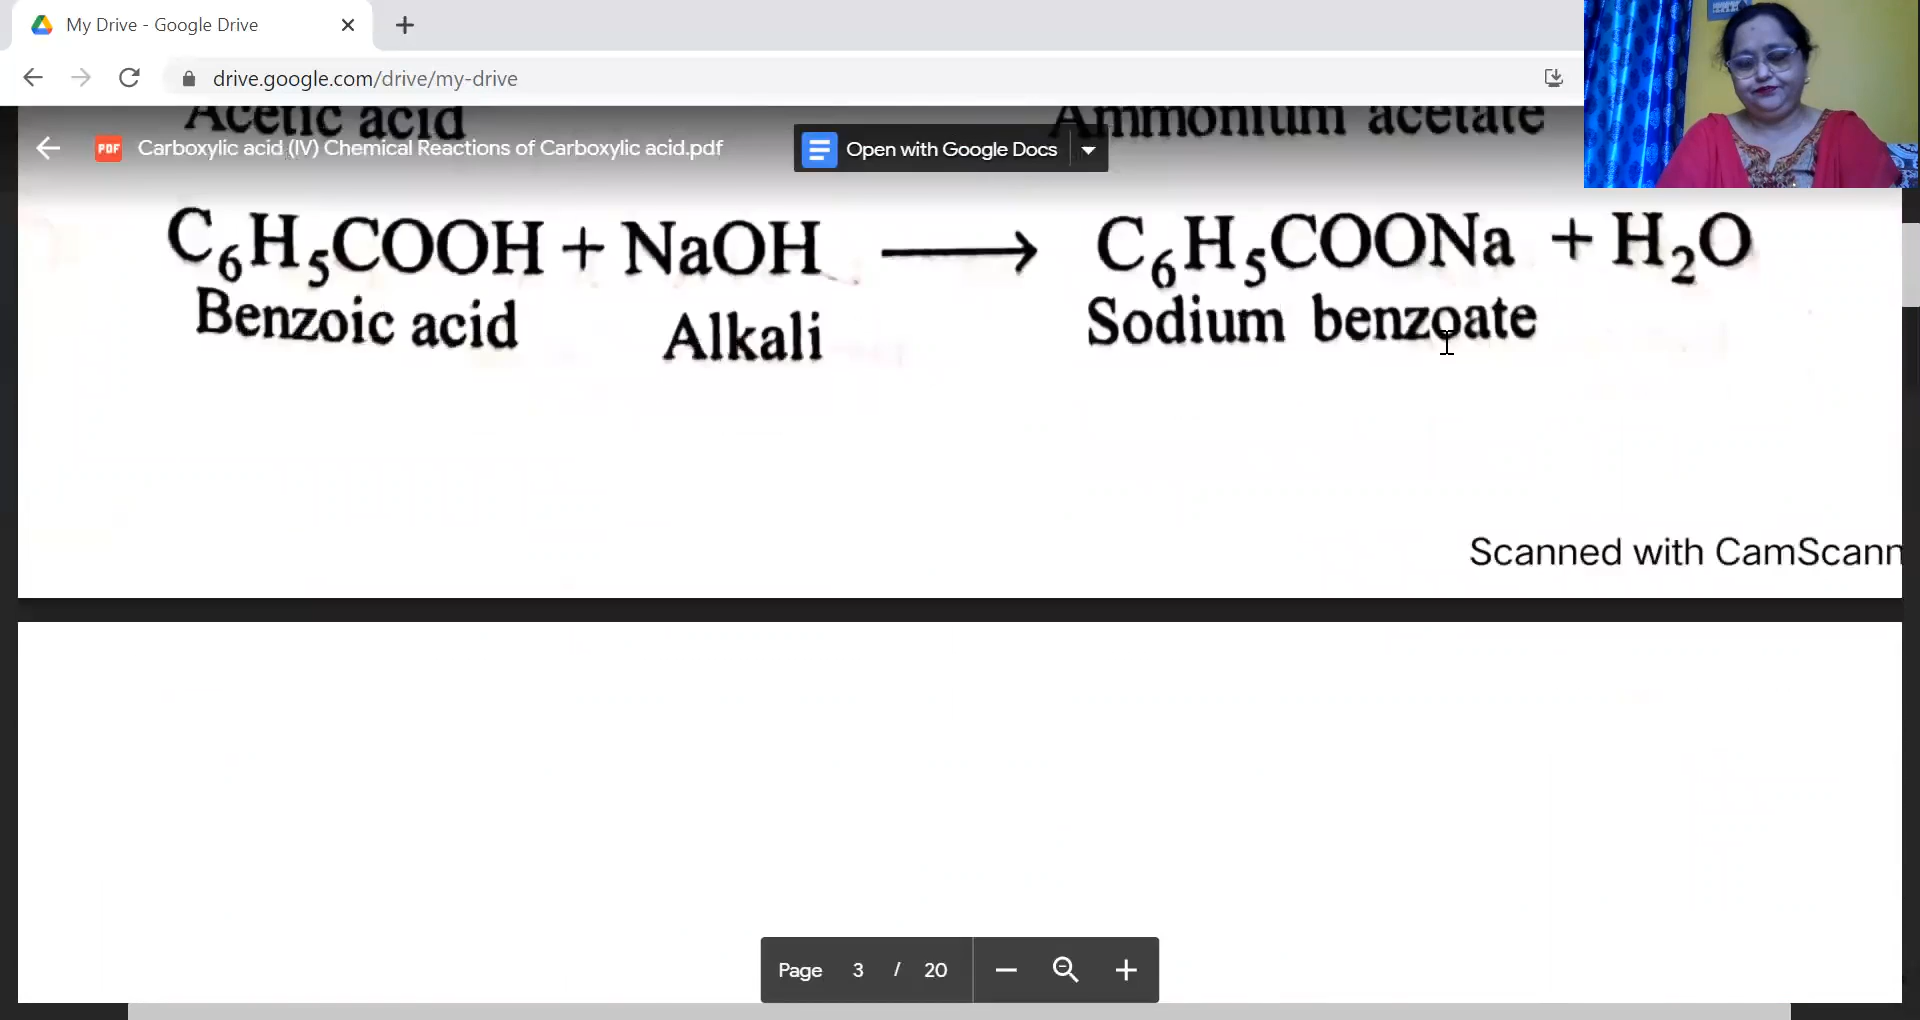 My Drive - Google Drive
drive.google.com/drive/my-drive
Acetic acid Ammonium acetate
PDF Carboxylic acid (IV) Chemical Reactions of Carboxylic acid.pdf Open with Google Docs
C₆H₅COOH + NaOH ⟶ C₆H₅COONa + H₂O
Benzoic acid Alkali Sodium benzoate
Scanned with CamScann
Page 3 / 20